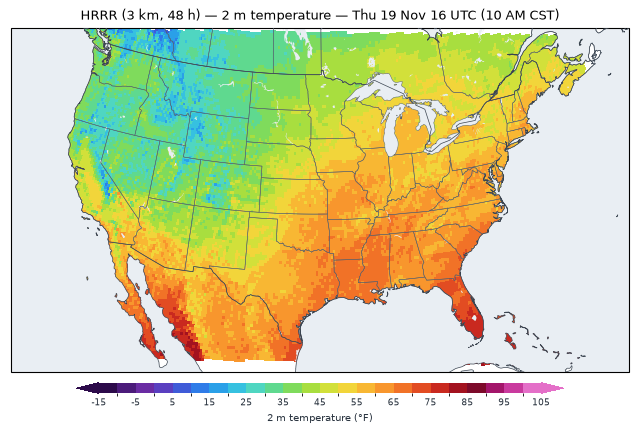 HRRR (3 km, 48 h) — 2 m temperature — Thu 19 Nov 16 UTC (10 AM CST)
-15 -5 5 15 25 35 45 55 65 75 85 95 105
2 m temperature (°F)